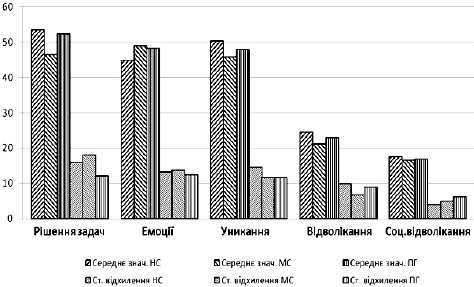 60
50
40
30
20
10
0
Рішення задач Емоції Уникання Відволікання Соц.відволікання
Середнє знач. НС Середнє знач. МС Середнє знач. ПГ
Ст. відхилення НС Ст. відхилення МС Ст. відхилення ПГ